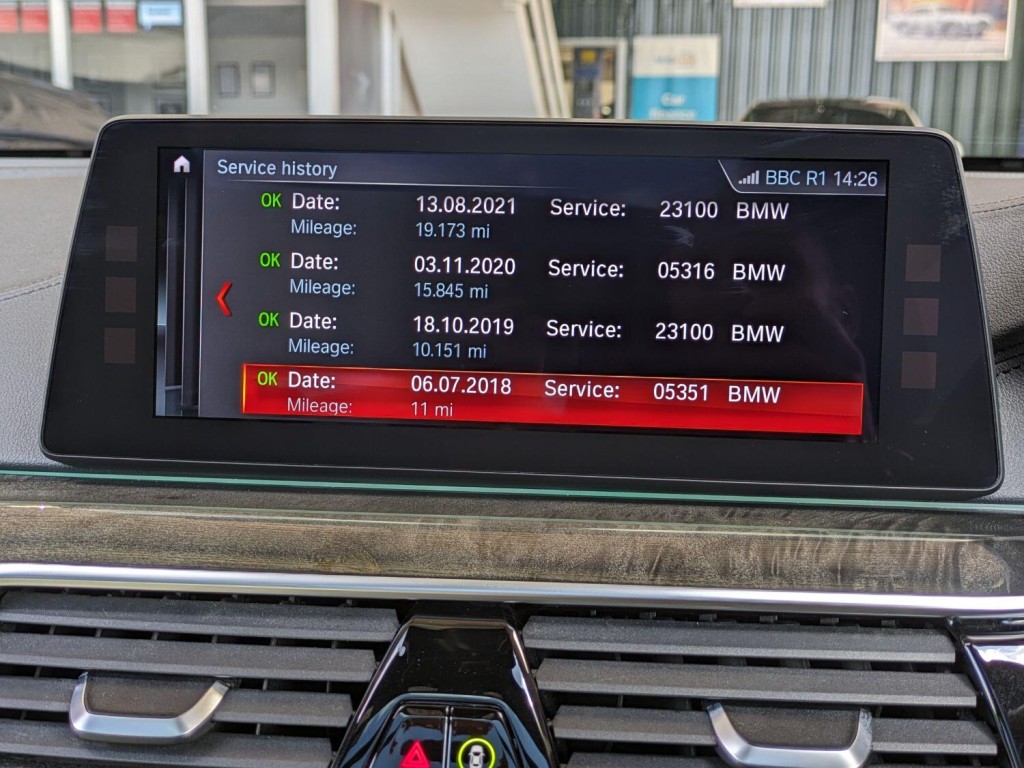 Service history
BBC R1 14:26
OK Date: 13.08.2021 Service: 23100 BMW
Mileage: 19.173 mi
OK Date: 03.11.2020 Service: 05316 BMW
Mileage: 15.845 mi
OK Date: 18.10.2019 Service: 23100 BMW
Mileage: 10.151 mi
OK Date: 06.07.2018 Service: 05351 BMW
Mileage: 11 mi